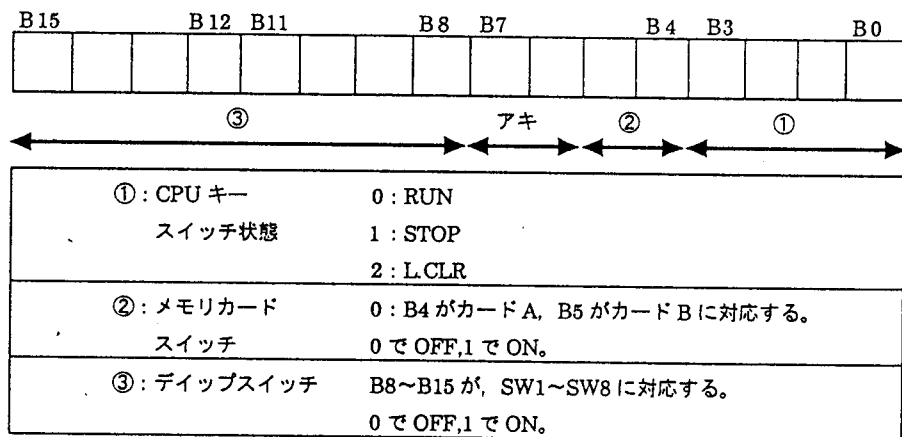 B15 B12 B11 B8 B7 B4 B3 B0
③ アキ ② ①
①：CPU キー 0：RUN
スイッチ状態 1：STOP
2：L.CLR
②：メモリカード 0：B4 がカード A，B5 がカード B に対応する。
スイッチ 0 で OFF,1 で ON。
③：デイップスイッチ B8～B15 が，SW1～SW8 に対応する。
0 で OFF,1 で ON。